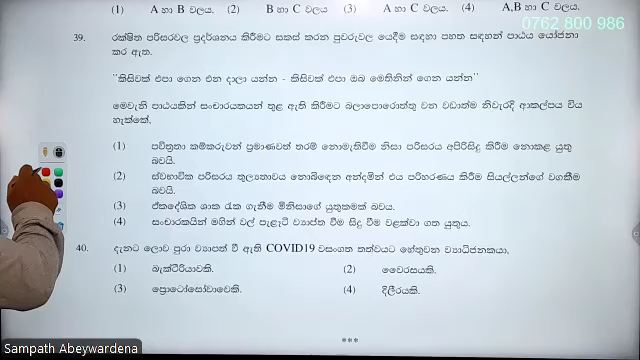 (1) A හා B වලය. (2) B හා C වලය (3) A හා C වලය. (4) A,B හා C වලය.
0762 800 986
39. රක්ෂිත පරිසරවල ප්‍රදර්ශනය කිරීමට සකස් කරන පුවරුවල යෙදීම සඳහා පහත සඳහන් පාඨය යෝජනා
කර ඇත.
"කිසිවක් එපා ගෙන එන දාලා යන්න - කිසිවක් එපා ඔබ මෙතිනින් ගෙන යන්න"
මෙවැනි පාඨයකින් සංචාරකයන් තුළ ඇති කිරීමට බලාපොරොත්තු වන වඩාත්ම නිවැරදි ආකල්පය විය
හැක්කේ,
(1) පවිත්‍රතා කම්කරුවන් ප්‍රමාණවත් තරම් නොමැතිවීම නිසා පරිසරය අපිරිසිදු කිරීම නොකළ යුතු
බවයි.
(2) ස්වභාවික පරිසරය තුල්‍යතාවය නොබිඳෙන අන්දමින් එය පරිහරණය කිරීම සියල්ලන්ගේ වගකීම
බවයි.
(3) ඒකදේශික ශාක රැක ගැනීම මිනිසාගේ යුතුකමක් බවය.
(4) සංචාරකයින් මගින් වල් පැළෑටි ව්‍යාප්ත වීම සිදු වීම වළක්වා ගත යුතුය.
40. දැනට ලොව පුරා ව්‍යාප්ත වී ඇති COVID19 වසංගත තත්වයට හේතුවන ව්‍යාධිජනකයා,
(1) බැක්ටීරියාවකි. (2) වෛරසයකි.
(3) ප්‍රොටෝසෝවාවෙකි. (4) දිලීරයකි.
***
Sampath Abeywardena